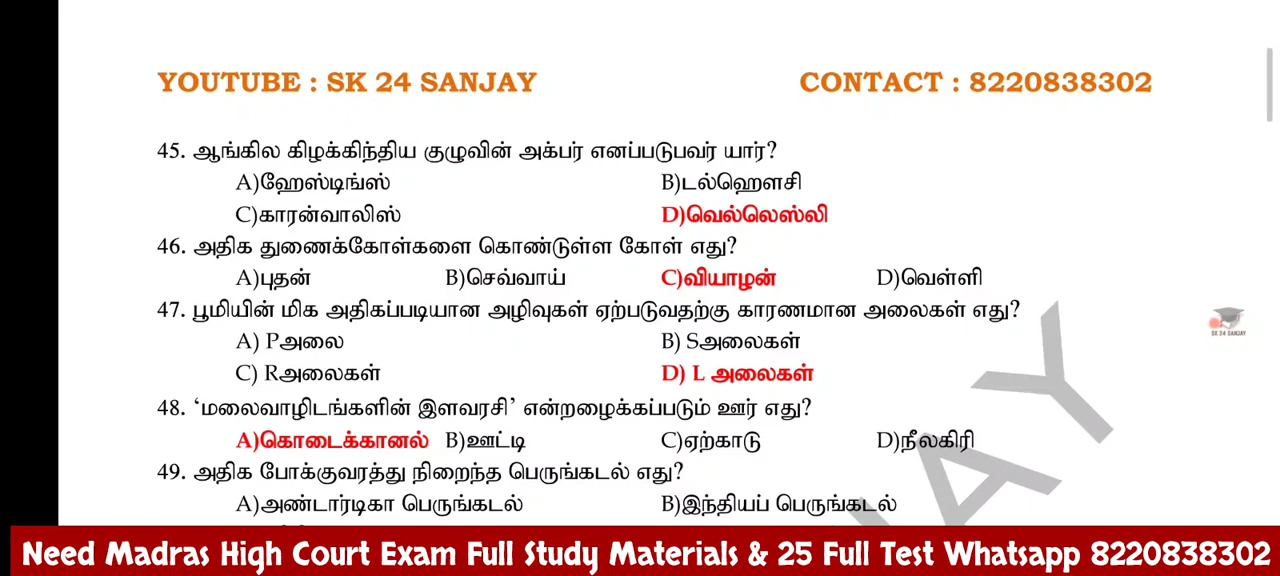 YOUTUBE : SK 24 SANJAY CONTACT : 8220838302
45. ஆங்கில கிழக்கிந்திய குழுவின் அக்பர் எனப்படுபவர் யார்?
A)ஹேஸ்டிங்ஸ் B)டல்ஹௌசி
C)காரன்வாலிஸ் D)வெல்லெஸ்லி
46. அதிக துணைக்கோள்களை கொண்டுள்ள கோள் எது?
A)புதன் B)செவ்வாய் C)வியாழன் D)வெள்ளி
47. பூமியின் மிக அதிகப்படியான அழிவுகள் ஏற்படுவதற்கு காரணமான அலைகள் எது?
A) Pஅலை B) Sஅலைகள்
C) Rஅலைகள் D) L அலைகள்
SK 24 SANJAY
48. ‘மலைவாழிடங்களின் இளவரசி’ என்றழைக்கப்படும் ஊர் எது?
A)கொடைக்கானல் B)ஊட்டி C)ஏற்காடு D)நீலகிரி
49. அதிக போக்குவரத்து நிறைந்த பெருங்கடல் எது?
A)அண்டார்டிகா பெருங்கடல் B)இந்தியப் பெருங்கடல்
JAY
Need Madras High Court Exam Full Study Materials & 25 Full Test Whatsapp 8220838302